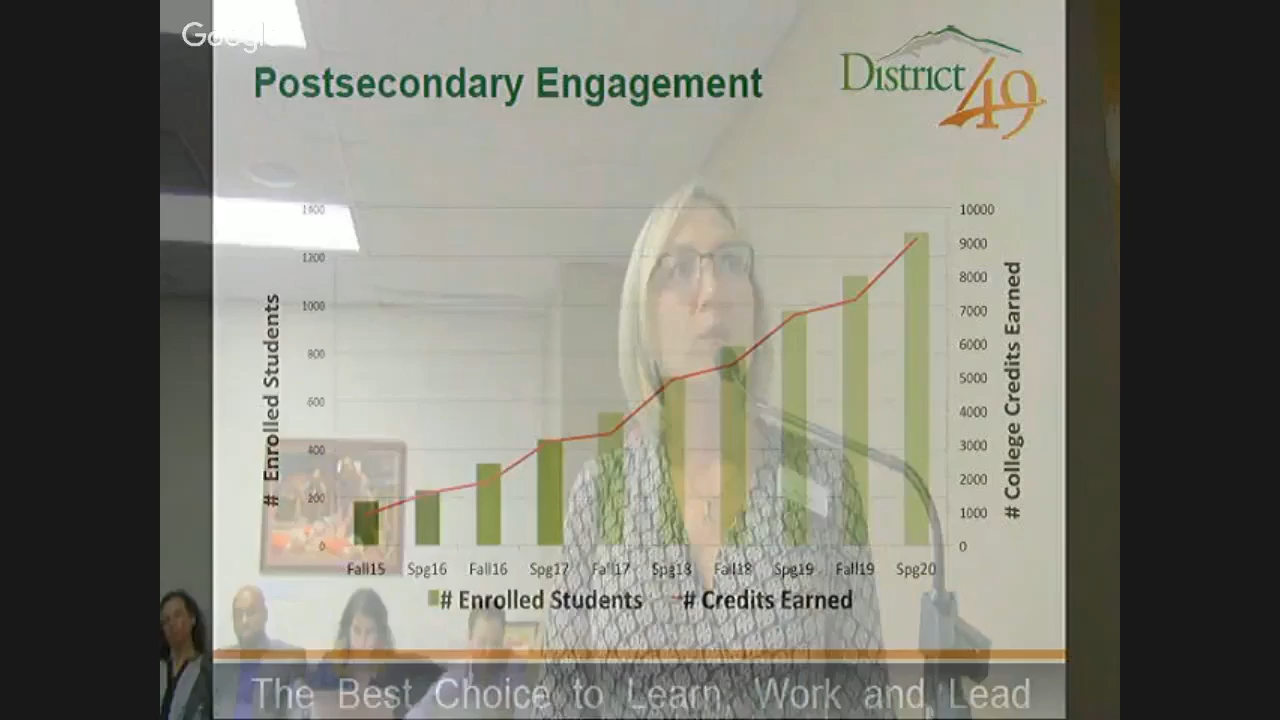 Google
Postsecondary Engagement
District
49
1400
1200
1000
800
600
400
200
0
# Enrolled Students
10000
9000
8000
7000
6000
5000
4000
3000
2000
1000
0
# College Credits Earned
Fall15 Spg16 Fall16 Spg17 Fall17 Spg18 Fall18 Spg19 Fall19 Spg20
# Enrolled Students # Credits Earned
The Best Choice to Learn, Work and Lead